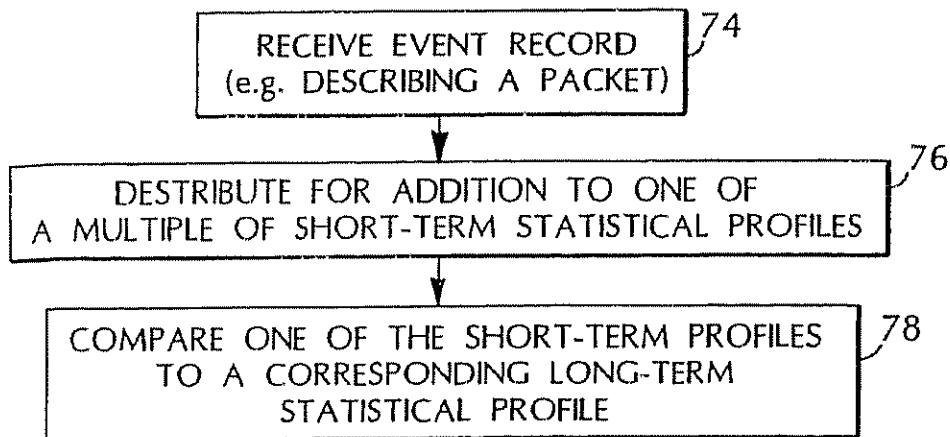 RECEIVE EVENT RECORD
(e.g. DESCRIBING A PACKET)
74
DESTRIBUTE FOR ADDITION TO ONE OF
A MULTIPLE OF SHORT-TERM STATISTICAL PROFILES
76
COMPARE ONE OF THE SHORT-TERM PROFILES
TO A CORRESPONDING LONG-TERM
STATISTICAL PROFILE
78